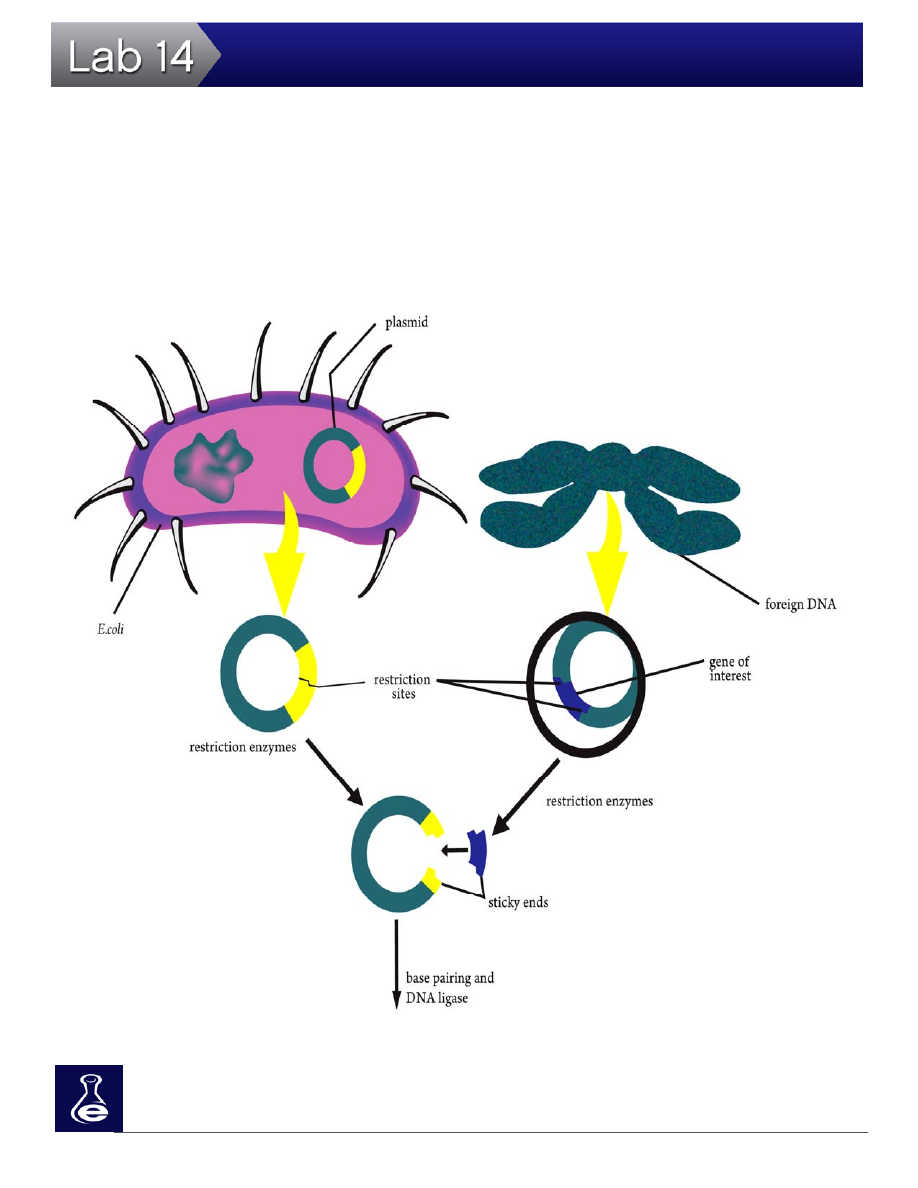 Lab 14
plasmid
foreign DNA
E.coli
gene of
interest
restriction
sites
restriction enzymes
restriction enzymes
sticky ends
base pairing and
DNA ligase
e